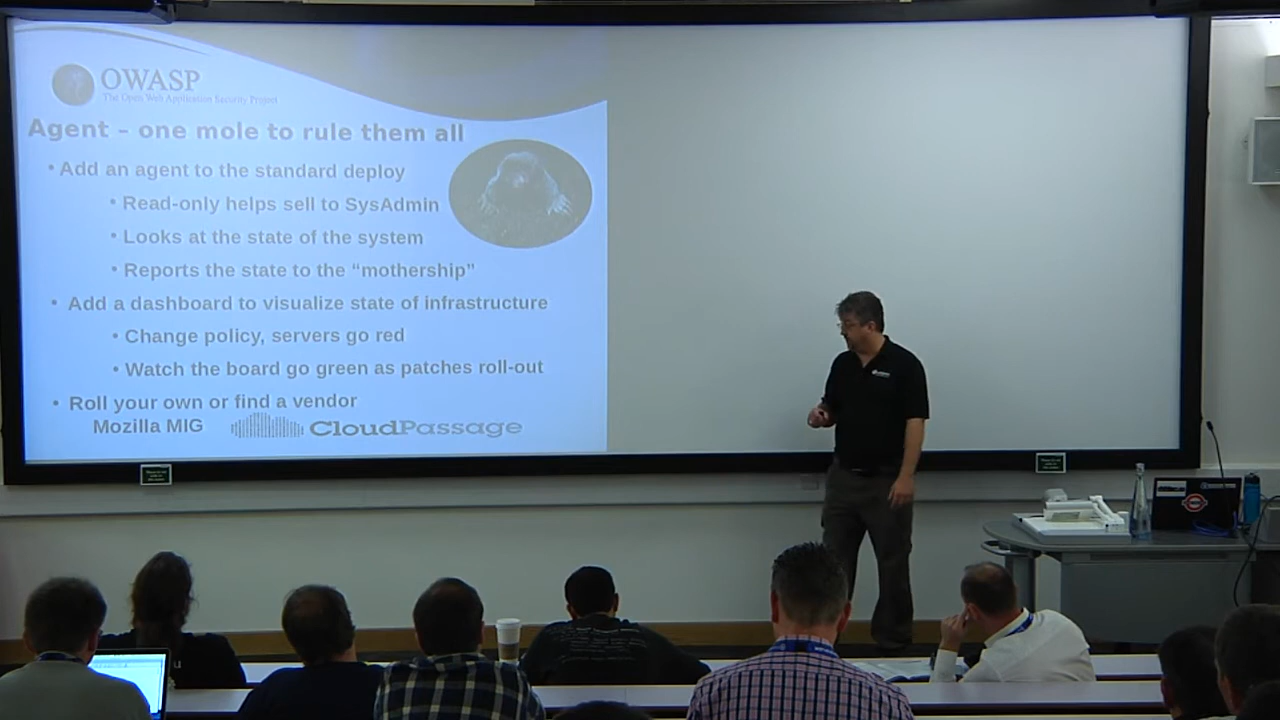 OWASP
The Open Web Application Security Project
Agent – one mole to rule them all
• Add an agent to the standard deploy
• Read-only helps sell to SysAdmin
• Looks at the state of the system
• Reports the state to the “mothership”
• Add a dashboard to visualize state of infrastructure
• Change policy, servers go red
• Watch the board go green as patches roll-out
• Roll your own or find a vendor
Mozilla MIG
CloudPassage